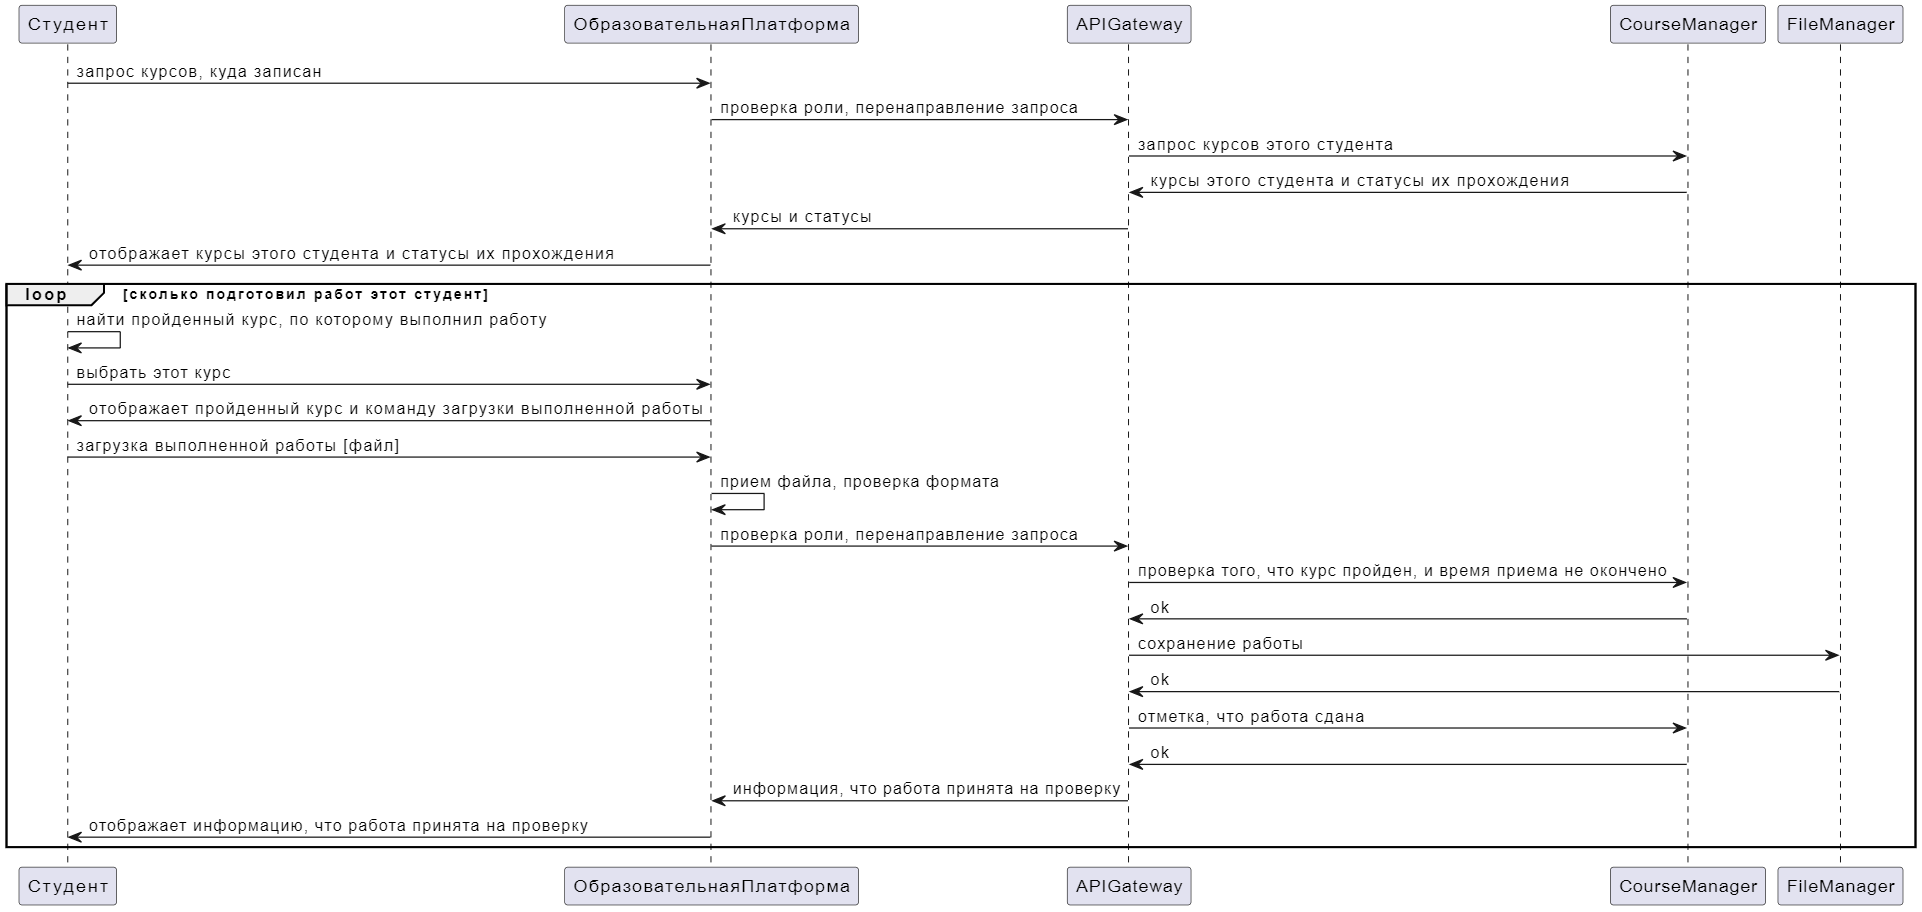 Студент
ОбразовательнаяПлатформа
APIGateway
CourseManager
FileManager
запрос курсов, куда записан
проверка роли, перенаправление запроса
запрос курсов этого студента
курсы этого студента и статусы их прохождения
курсы и статусы
отображает курсы этого студента и статусы их прохождения
loop
[сколько подготовил работ этот студент]
найти пройденный курс, по которому выполнил работу
выбрать этот курс
отображает пройденный курс и команду загрузки выполненной работы
загрузка выполненной работы [файл]
прием файла, проверка формата
проверка роли, перенаправление запроса
проверка того, что курс пройден, и время приема не окончено
ok
сохранение работы
ok
отметка, что работа сдана
ok
информация, что работа принята на проверку
отображает информацию, что работа принята на проверку
Студент
ОбразовательнаяПлатформа
APIGateway
CourseManager
FileManager